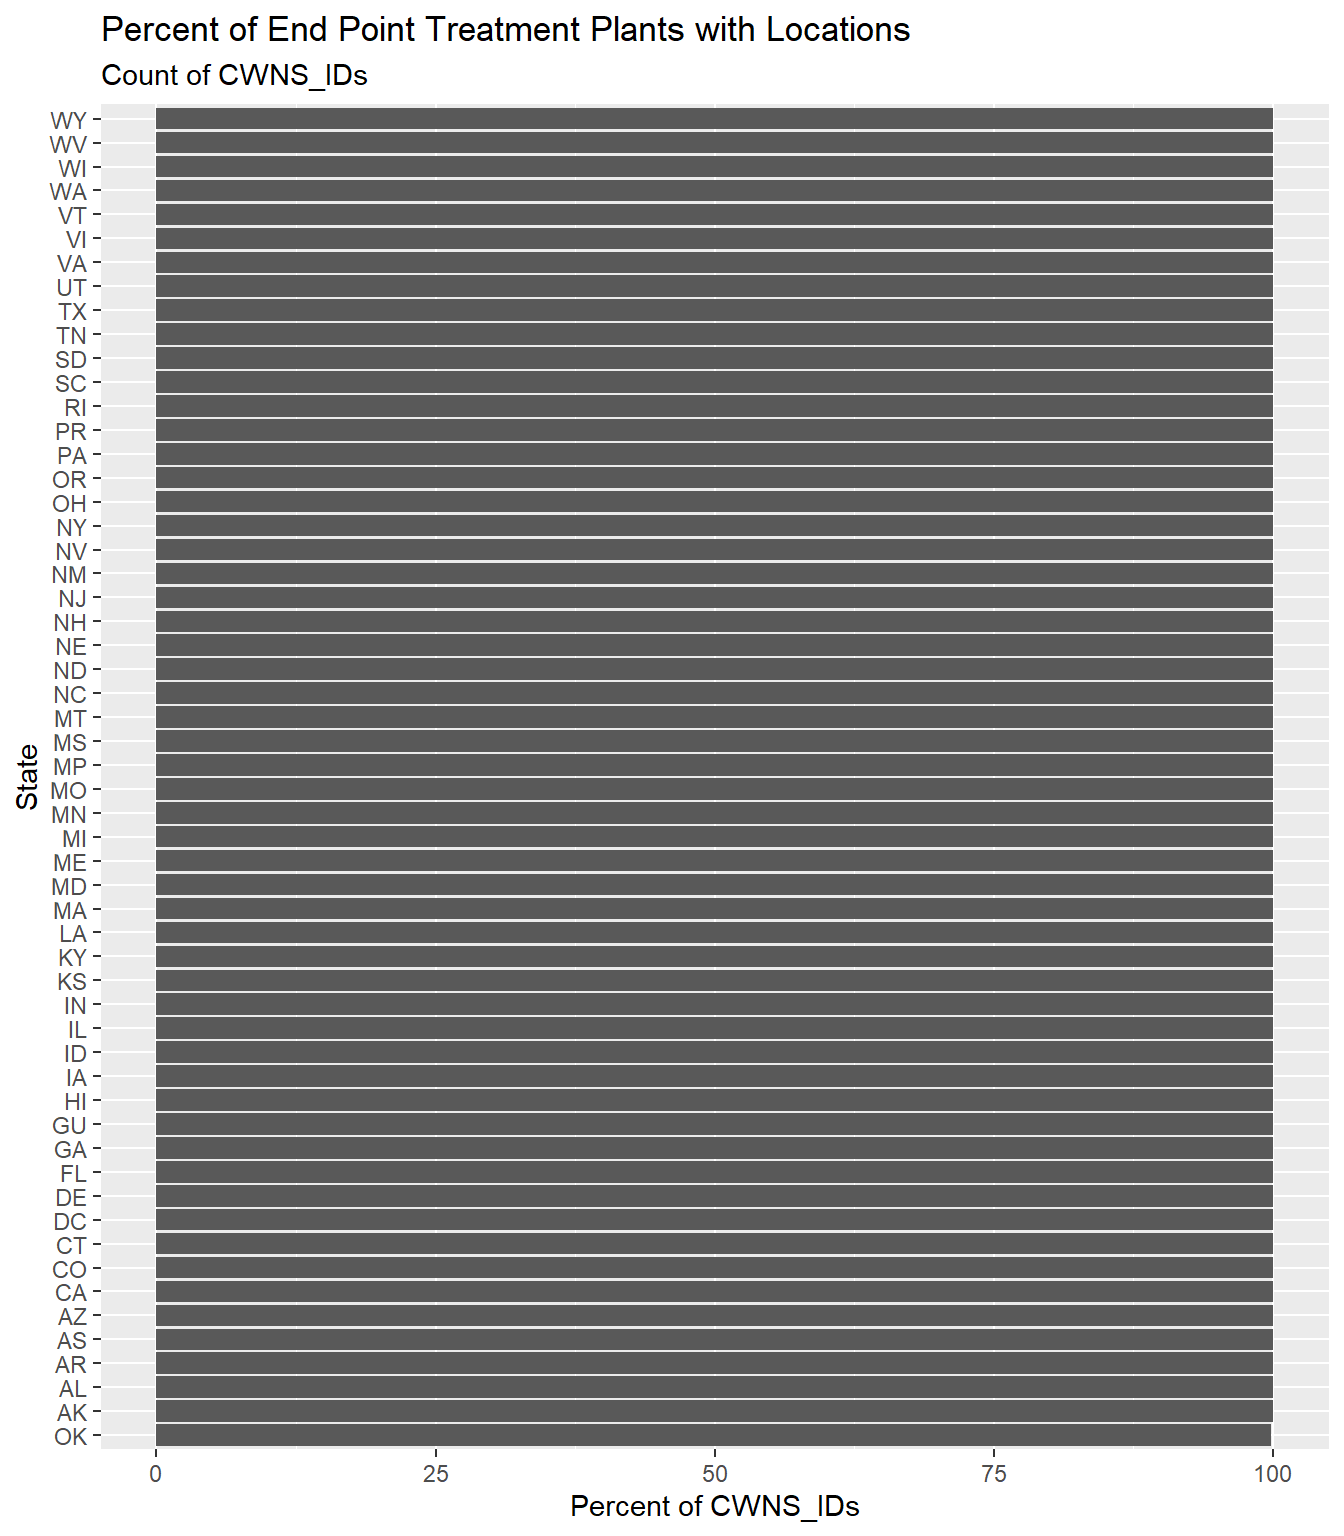 Percent of End Point Treatment Plants with Locations
Count of CWNS_IDs
WY
WV
WI
WA
VT
VI
VA
UT
TX
TN
SD
SC
RI
PR
PA
OR
OH
NY
NV
NM
NJ
NH
NE
ND
NC
MT
MS
MP
MO
MN
MI
ME
MD
MA
LA
KY
KS
IN
IL
ID
IA
HI
GU
GA
FL
DE
DC
CT
CO
CA
AZ
AS
AR
AL
AK
OK
State
0 25 50 75 100
Percent of CWNS_IDs